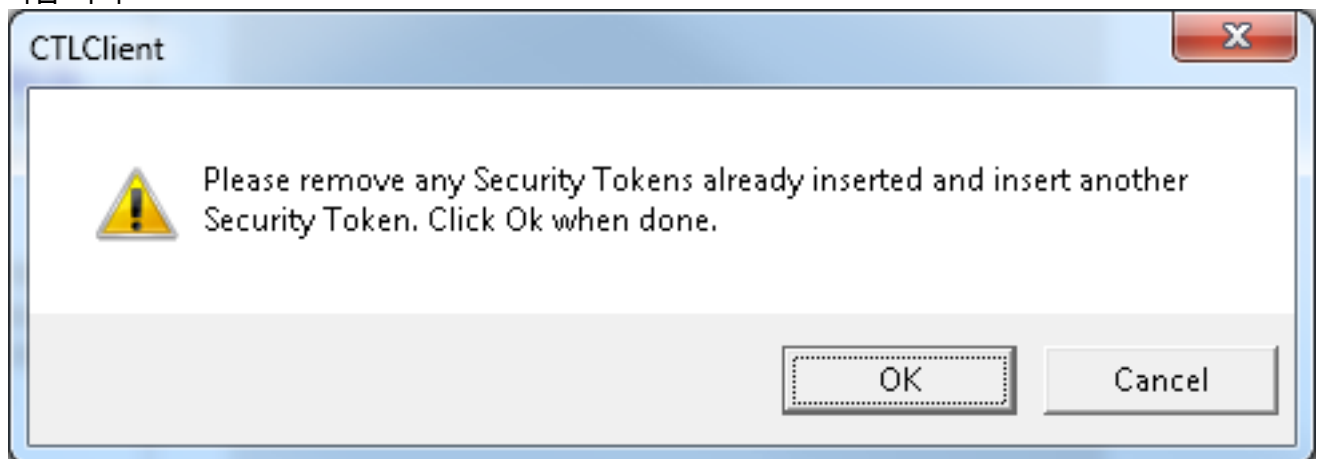 CTLClient
Please remove any Security Tokens already inserted and insert another
Security Token. Click Ok when done.
OK
Cancel